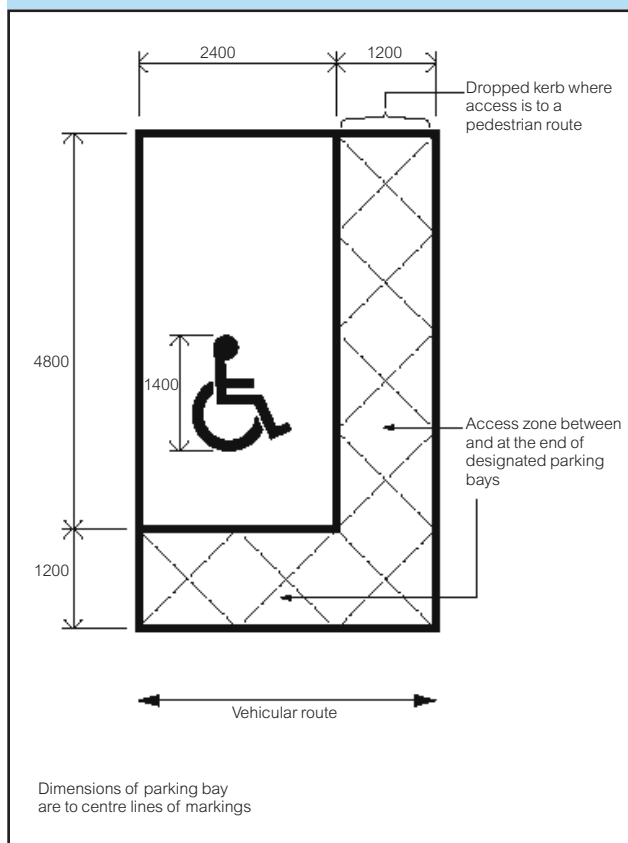 2400
1200
Dropped kerb where
access is to a
pedestrian route
4800
1400
Access zone between
and at the end of
designated parking
bays
1200
Vehicular route
Dimensions of parking bay
are to centre lines of markings